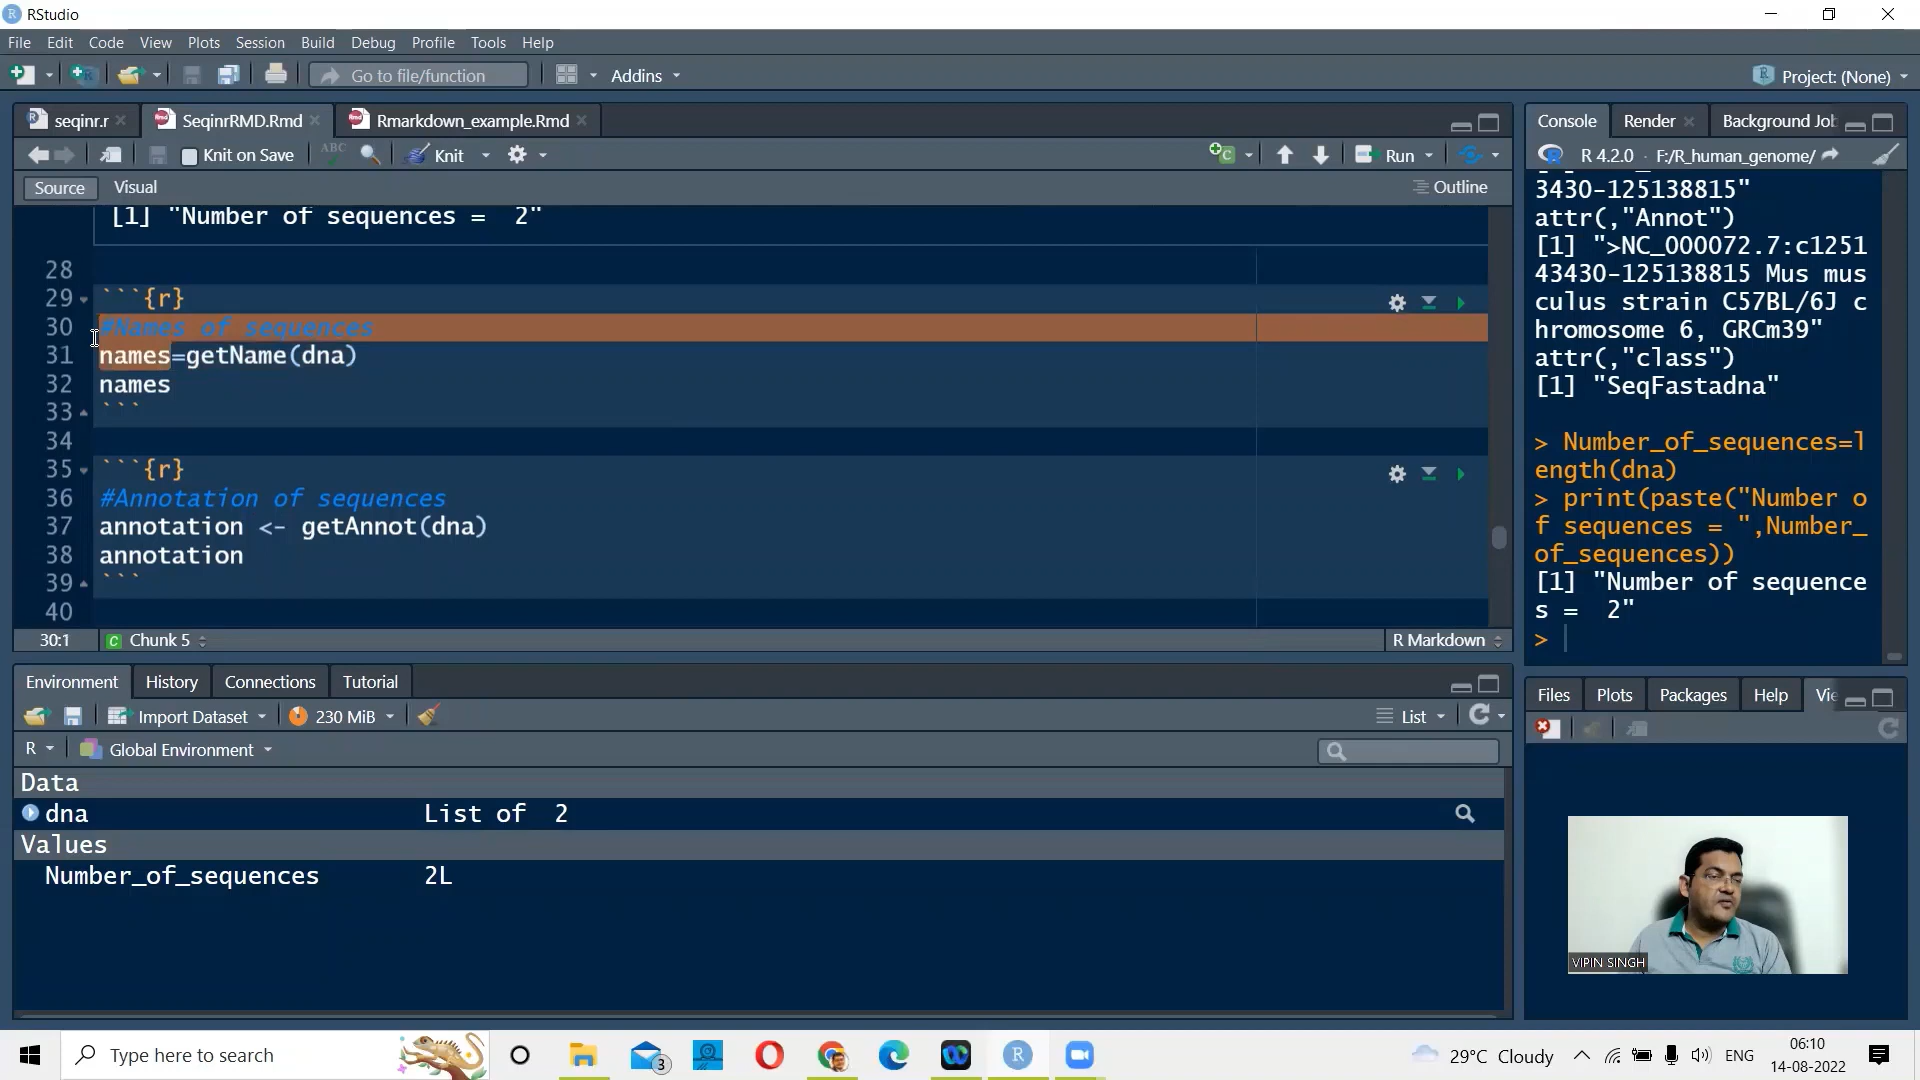 RStudio
File Edit Code View Plots Session Build Debug Profile Tools Help
Go to file/function Addins Project: (None)
seqinr.r SeqinrRMD.Rmd Rmarkdown_example.Rmd
Knit on Save ABC Knit Run
Source Visual Outline
[1] "Number of sequences =  2"
28
29 ```{r}
30 #Names of sequences
31 names=getName(dna)
32 names
33 ```
34
35 ```{r}
36 #Annotation of sequences
37 annotation <- getAnnot(dna)
38 annotation
39 ```
40
30:1 Chunk 5 R Markdown
Environment History Connections Tutorial
Import Dataset 230 MiB List
R Global Environment
Data
dna List of  2
Values
Number_of_sequences 2L
Console Render Background Job
R 4.2.0 · F:/R_human_genome/
3430-125138815"
attr(,"Annot")
[1] ">NC_000072.7:c1251
43430-125138815 Mus mus
culus strain C57BL/6J c
hromosome 6, GRCm39"
attr(,"class")
[1] "SeqFastadna"
> Number_of_sequences=l
ength(dna)
> print(paste("Number o
f sequences = ",Number_
of_sequences))
[1] "Number of sequence
s =  2"
>
Files Plots Packages Help Vie
VIPIN SINGH
Type here to search
3
29°C Cloudy ENG
06:10
14-08-2022